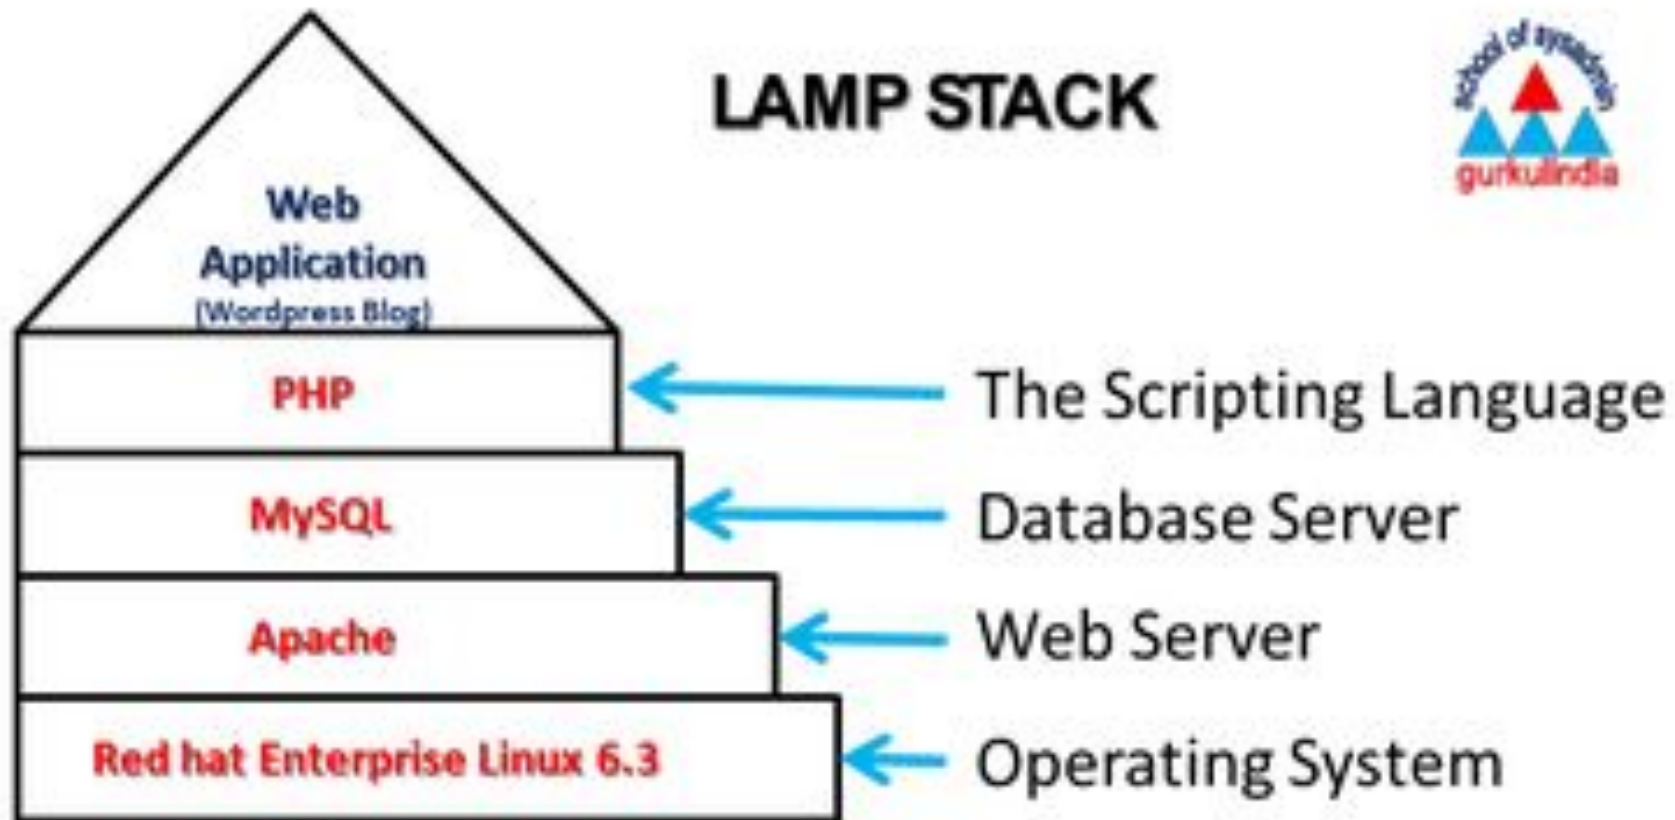 LAMP STACK
school of sysadmin
gurkulindia
Web
Application
(Wordpress Blog)
PHP
The Scripting Language
MySQL
Database Server
Apache
Web Server
Red hat Enterprise Linux 6.3
Operating System